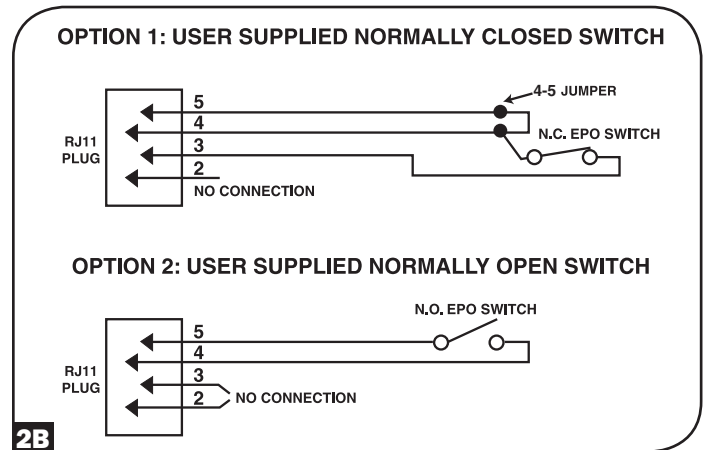 OPTION 1: USER SUPPLIED NORMALLY CLOSED SWITCH
4-5 JUMPER
5
4
N.C. EPO SWITCH
RJ11
PLUG
3
2
NO CONNECTION
OPTION 2: USER SUPPLIED NORMALLY OPEN SWITCH
N.O. EPO SWITCH
5
4
RJ11
PLUG
3
NO CONNECTION
2
2B